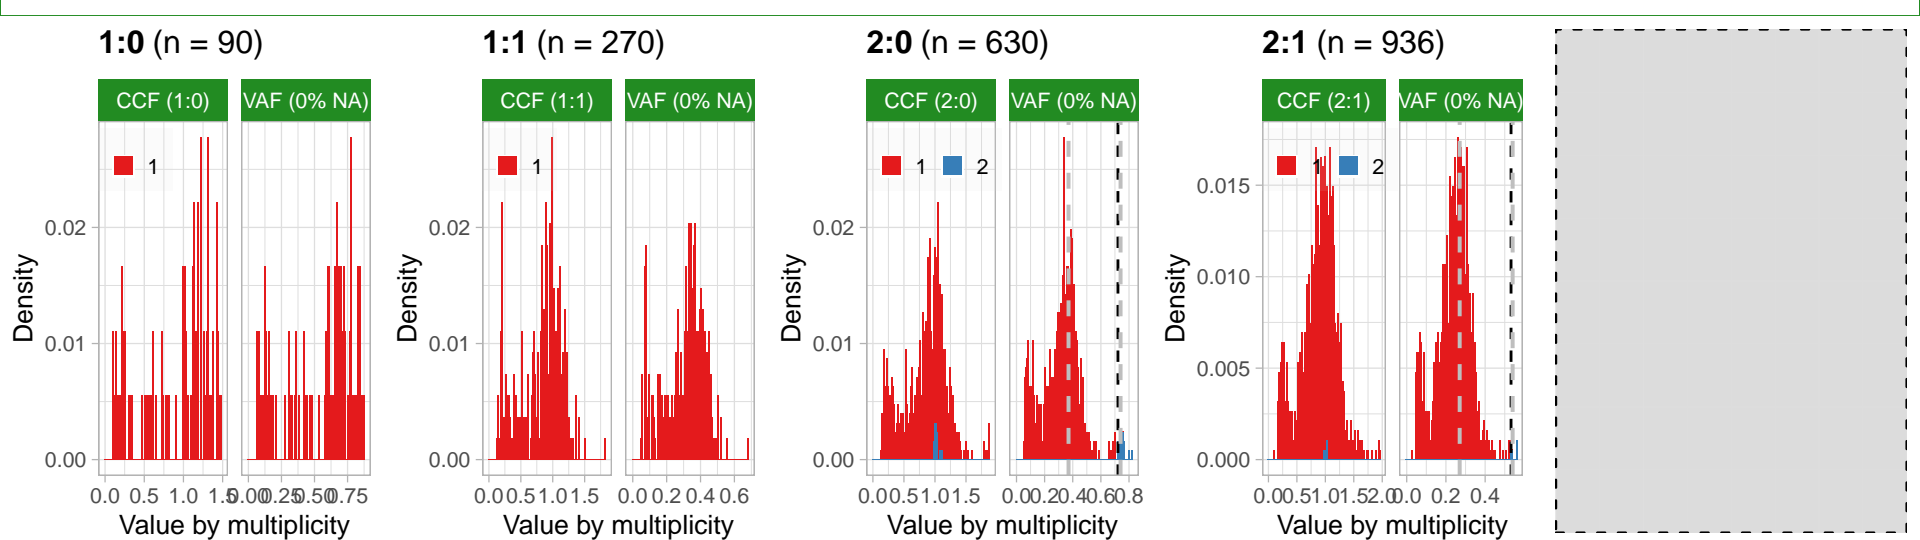 1:0 (n = 90)
1:1 (n = 270)
2:0 (n = 630)
2:1 (n = 936)
CCF (1:0)
VAF (0% NA)
CCF (1:1)
VAF (0% NA)
CCF (2:0)
VAF (0% NA)
CCF (2:1)
VAF (0% NA)
1
1
1 2
1 2
Density
0.02
0.01
0.00
Density
0.02
0.01
0.00
Density
0.02
0.01
0.00
Density
0.015
0.010
0.005
0.000
0.0 0.5 1.0 1.5
0.00 0.25 0.50 0.75
0.0 0.5 1.0 1.5
0.0 0.2 0.4 0.6
0.0 0.5 1.0 1.5
0.0 0.2 0.4 0.6 0.8
0.0 0.5 1.0 1.5 2.0
0.0 0.2 0.4
Value by multiplicity
Value by multiplicity
Value by multiplicity
Value by multiplicity